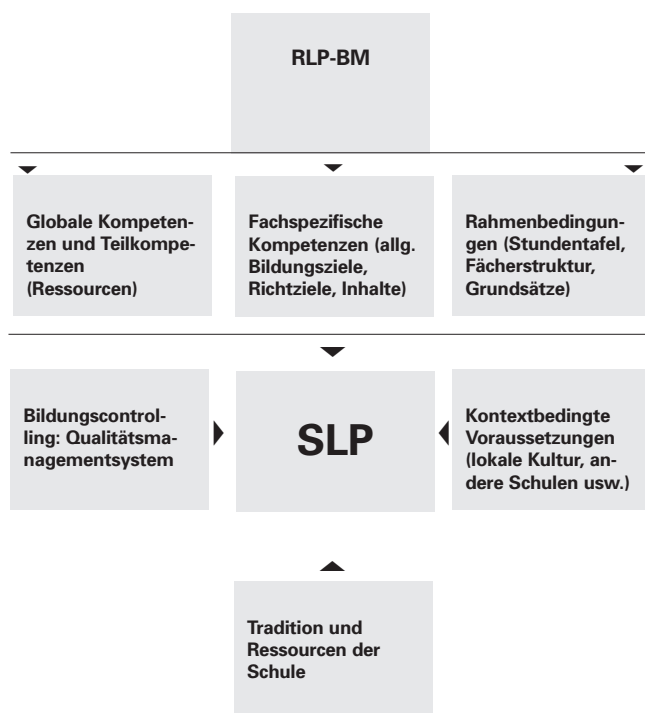 RLP-BM
Globale Kompeten-
zen und Teilkompe-
tenzen
(Ressourcen)
Fachspezifische
Kompetenzen (allg.
Bildungsziele,
Richtziele, Inhalte)
Rahmenbedingun-
gen (Stundentafel,
Fächerstruktur,
Grundsätze)
Bildungscontrol-
ling: Qualitätsma-
nagementsystem
SLP
Kontextbedingte
Voraussetzungen
(lokale Kultur, an-
dere Schulen usw.)
Tradition und
Ressourcen der
Schule